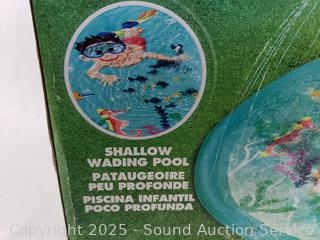 SHALLOW
WADING POOL
PATAUGEOIRE
PEU PROFONDE
PISCINA INFANTIL
POCO PROFUNDA
Copyright 2025 - Sound Auction Service